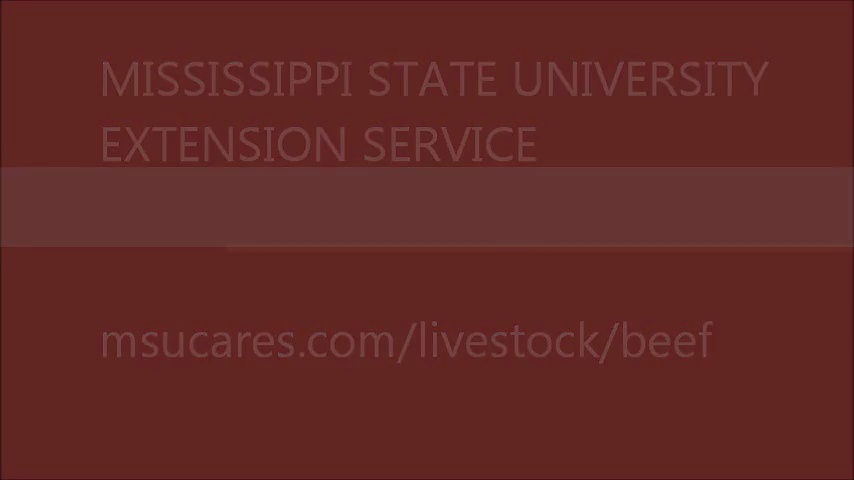 MISSISSIPPI STATE UNIVERSITY
EXTENSION SERVICE
msucares.com/livestock/beef